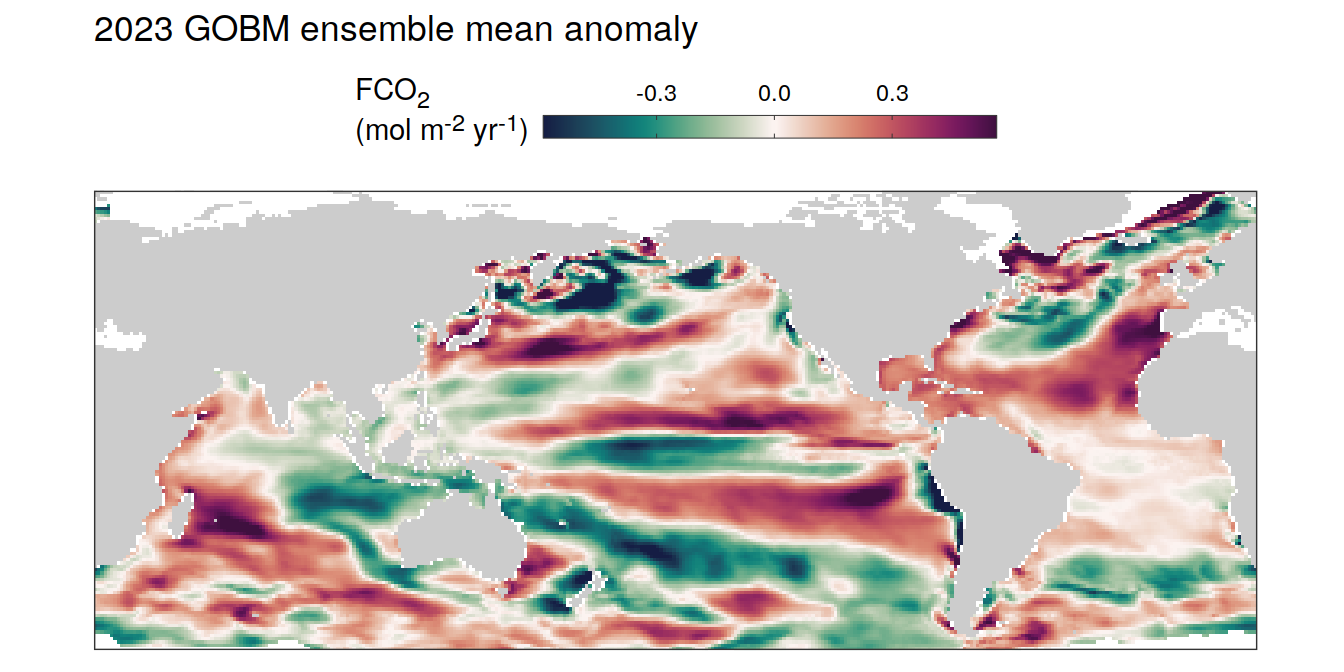 2023 GOBM ensemble mean anomaly
FCO₂ -0.3 0.0 0.3
(mol m⁻² yr⁻¹)